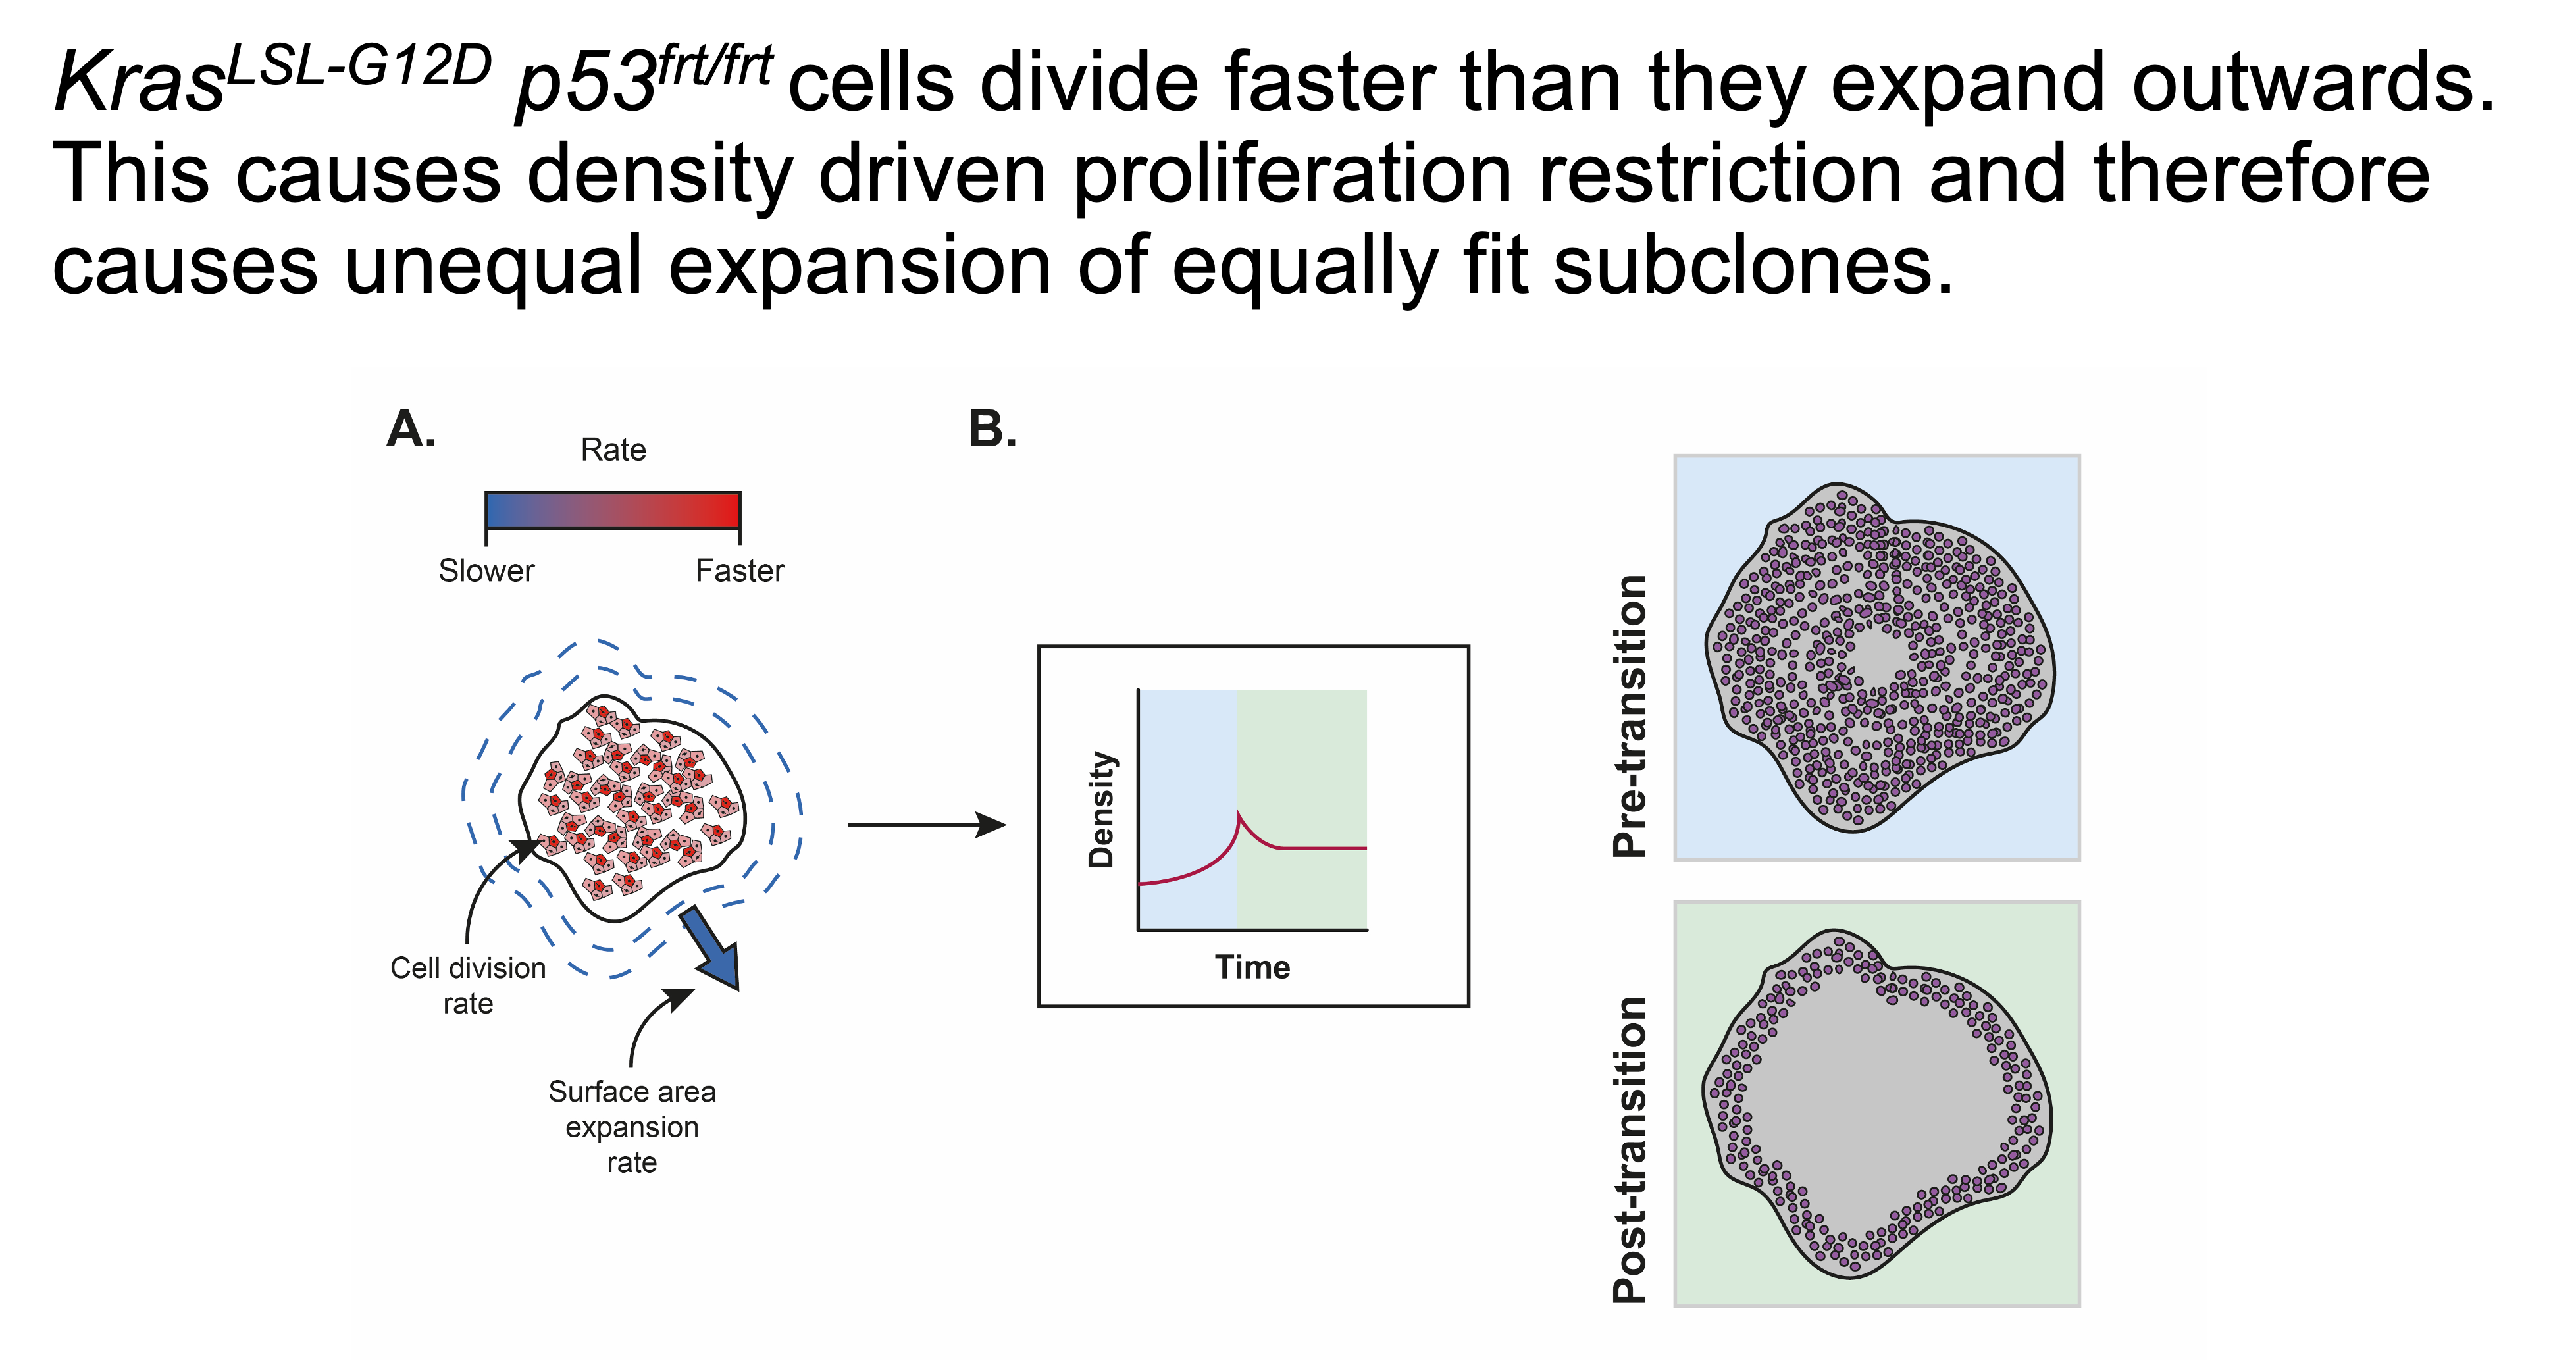 Kras^LSL-G12D p53^frt/frt cells divide faster than they expand outwards.
This causes density driven proliferation restriction and therefore
causes unequal expansion of equally fit subclones.
A.
Rate
Slower
Faster
Cell division
rate
Surface area
expansion
rate
B.
Density
Time
Pre-transition
Post-transition